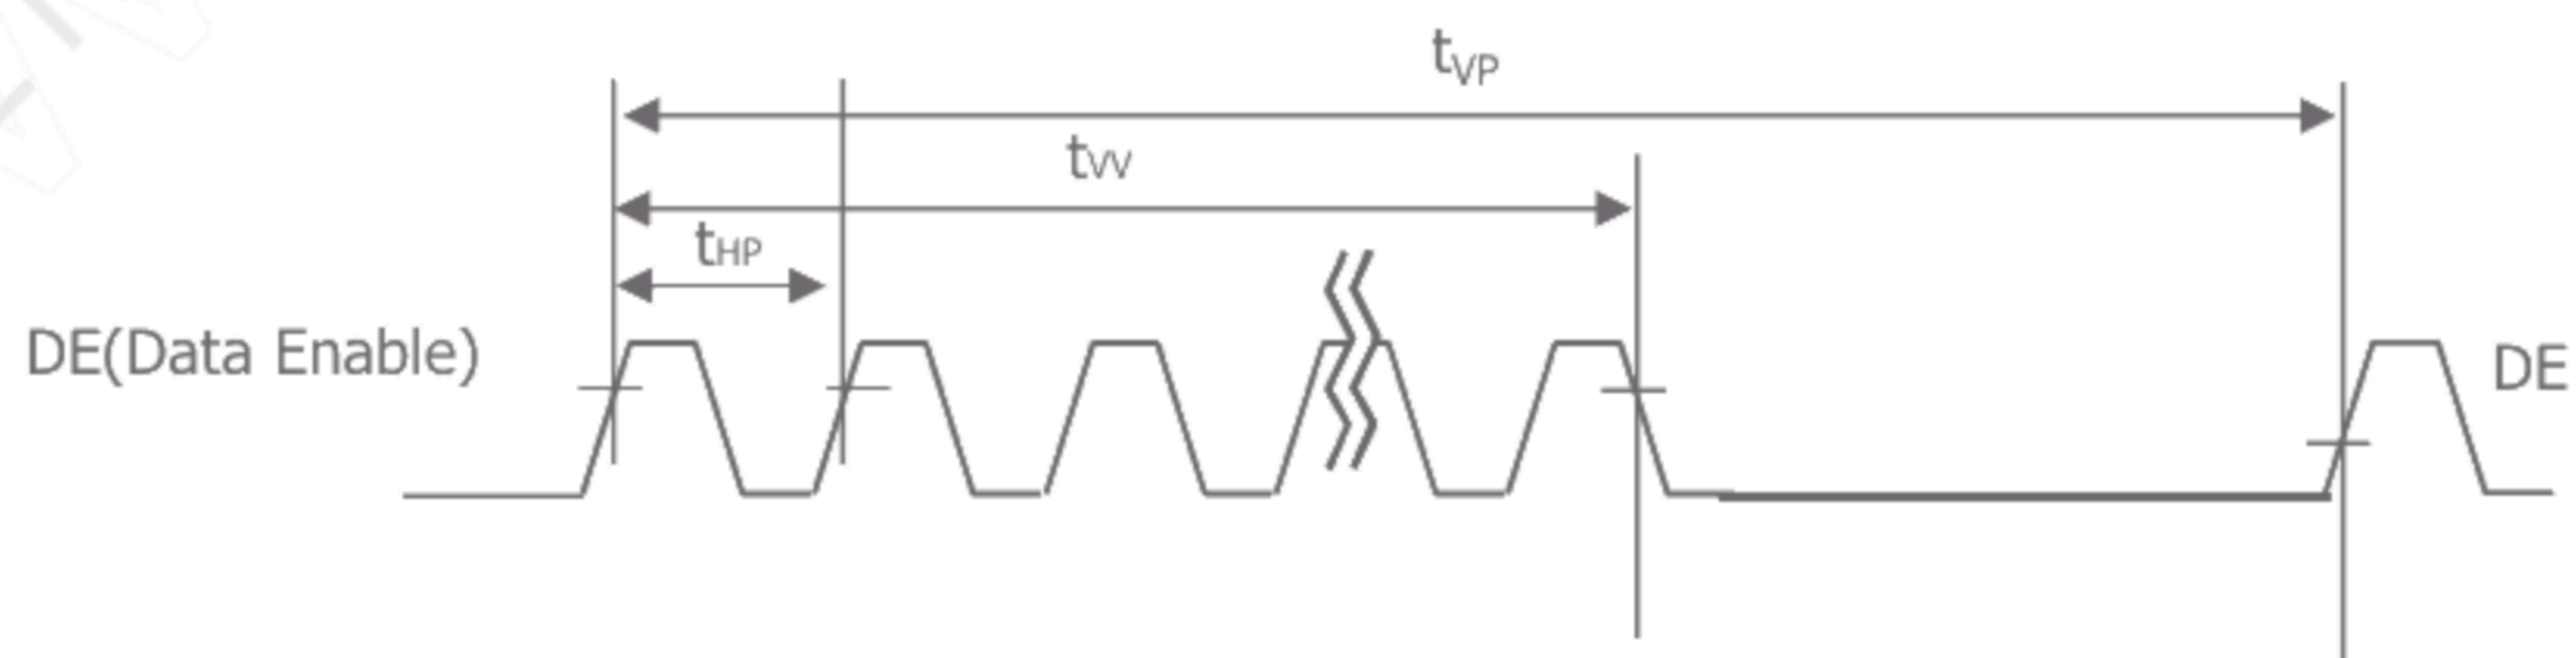 tVP
tVV
tHP
DE(Data Enable)
DE